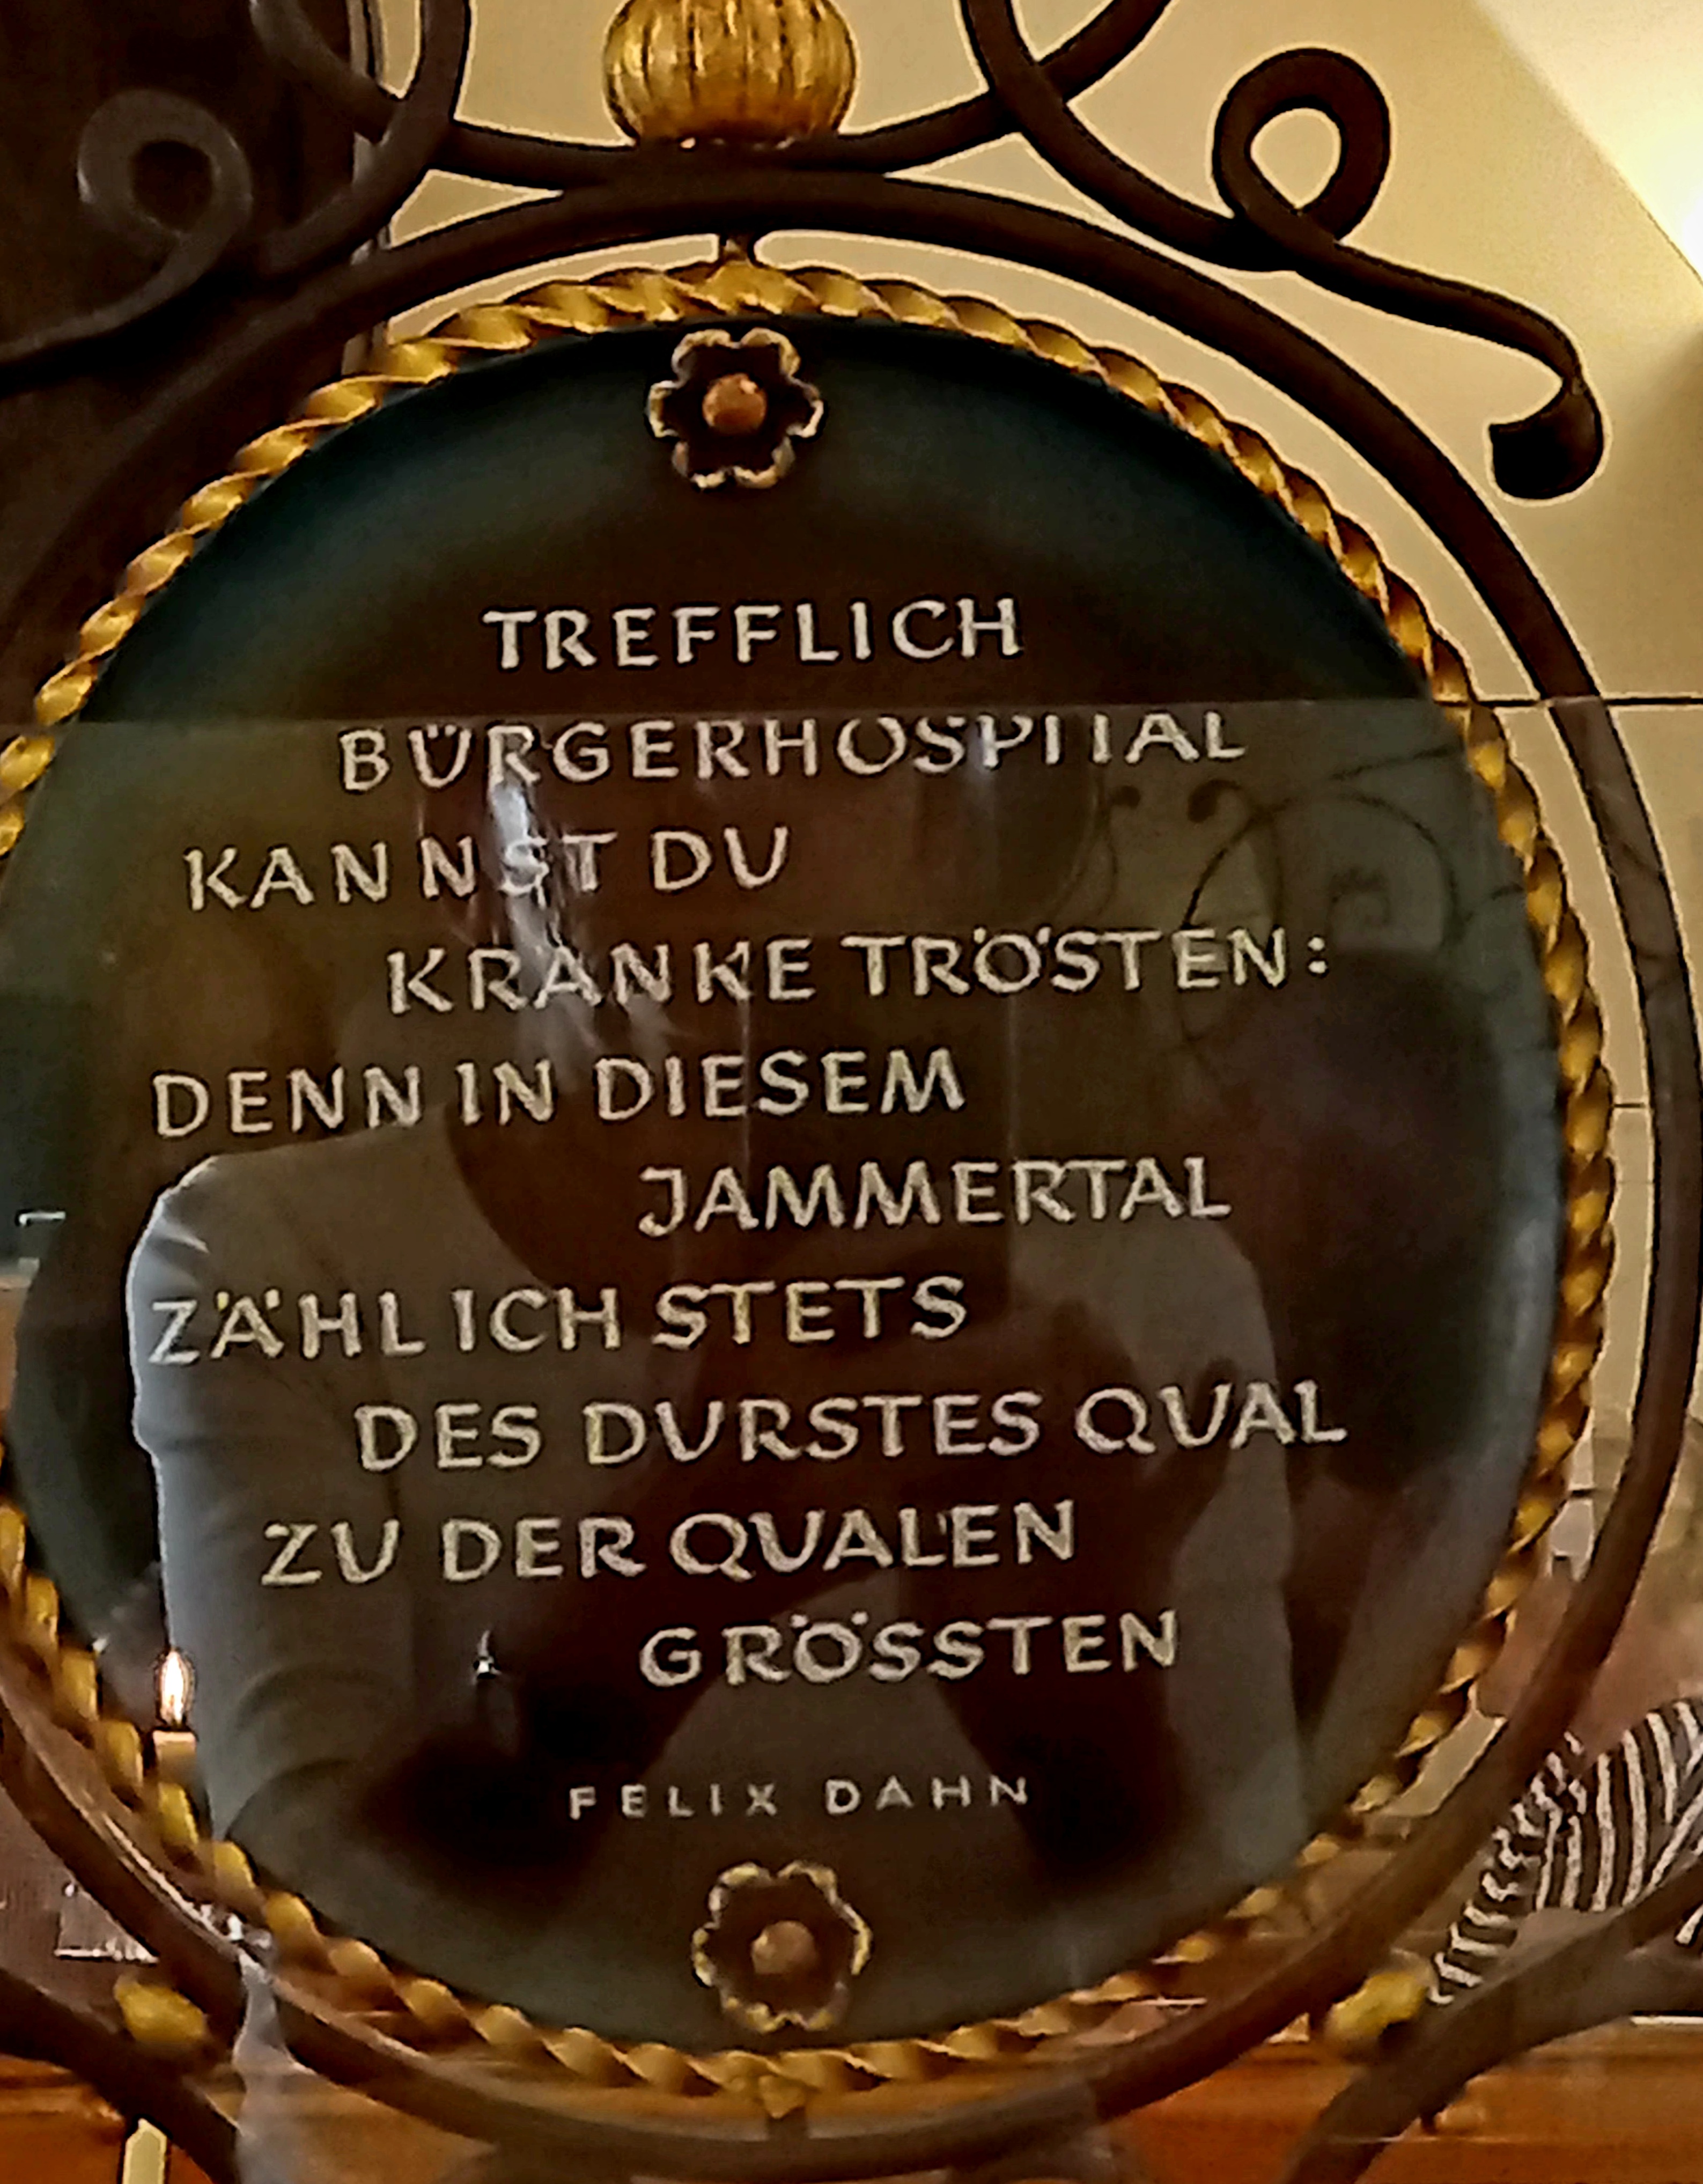 TREFFLICH
BÜRGERHOSPITAL
KANNST DU
KRANKE TRÖSTEN:
DENN IN DIESEM
JAMMERTAL
ZÄHL ICH STETS
DES DURSTES QUAL
ZU DER QUALEN
GRÖSSTEN
FELIX DAHN